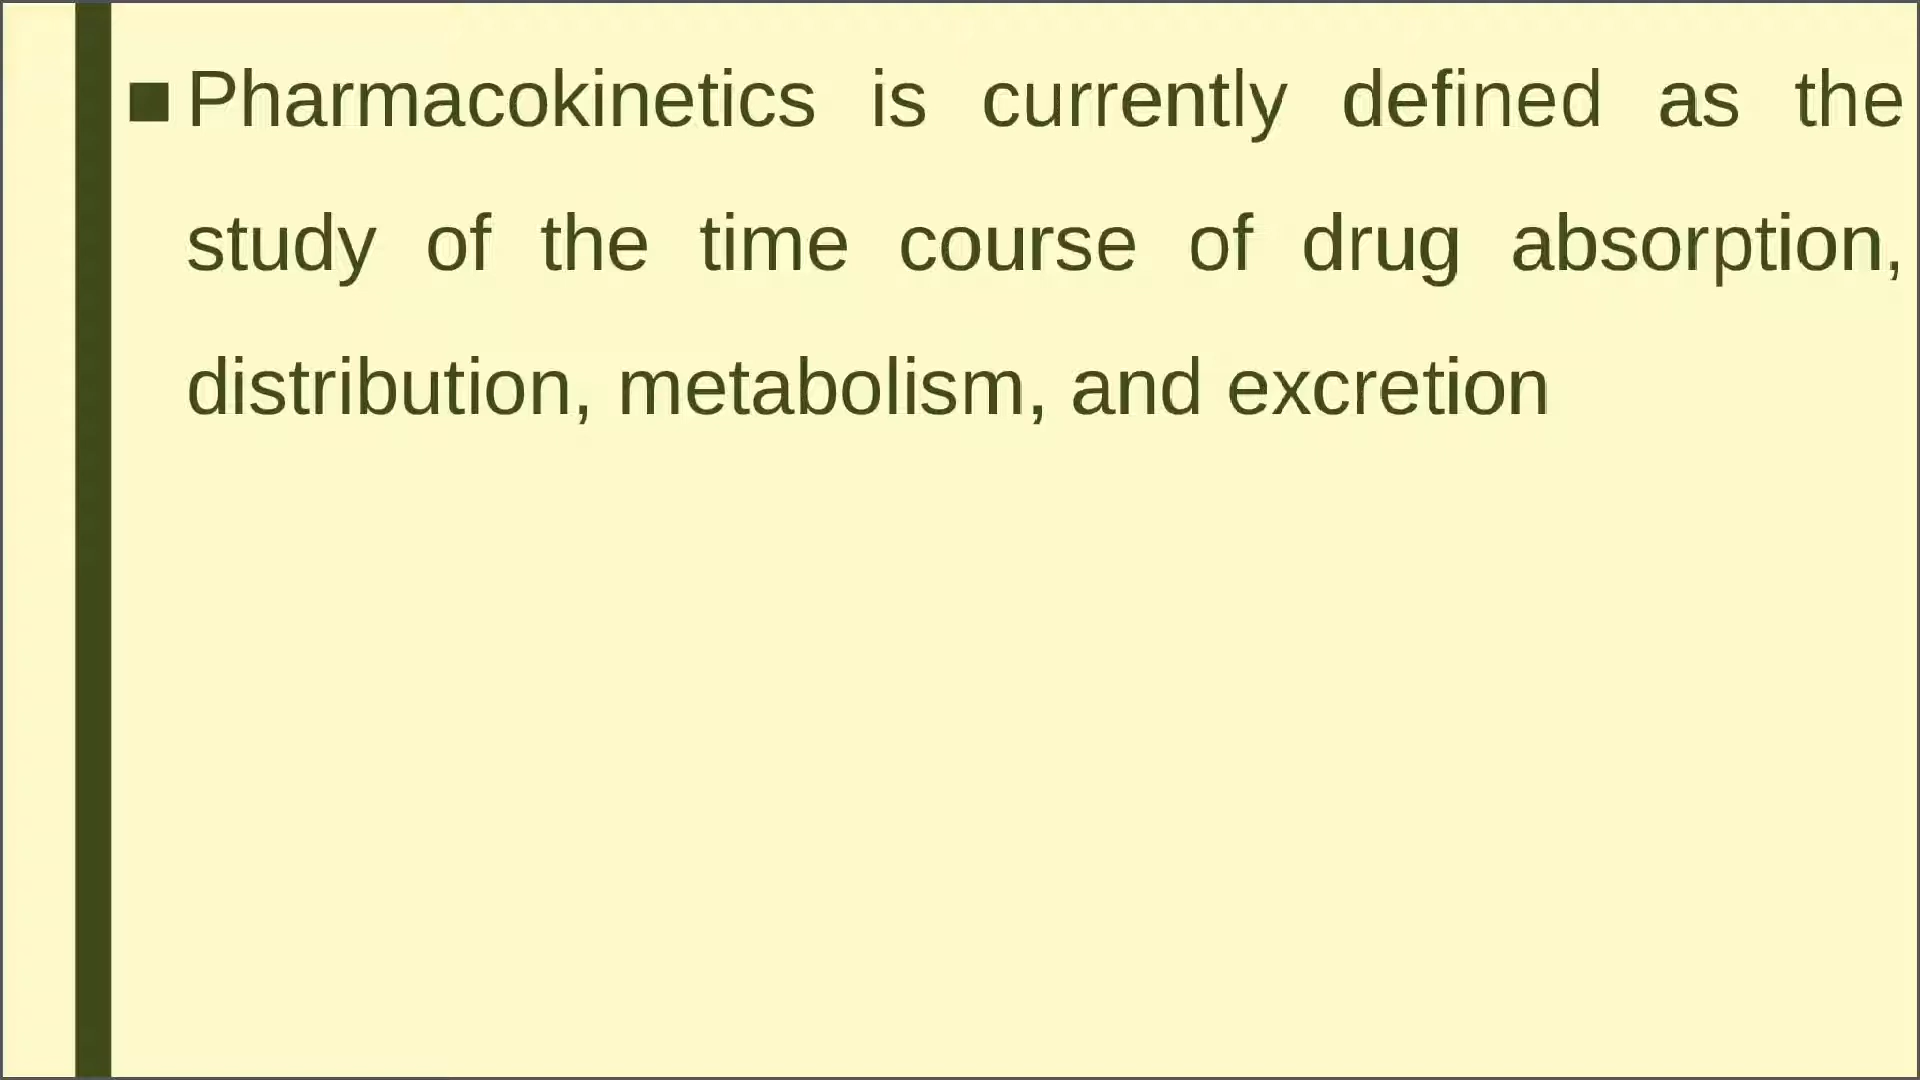 ■ Pharmacokinetics is currently defined as the
study of the time course of drug absorption,
distribution, metabolism, and excretion